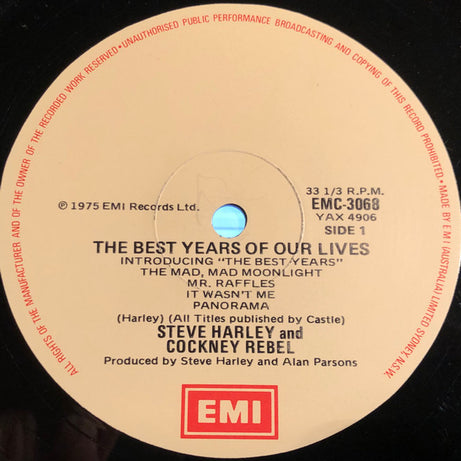 ALL RIGHTS OF THE MANUFACTURER AND OF THE OWNER OF THE RECORDED WORK RESERVED • UNAUTHORISED PUBLIC PERFORMANCE BROADCASTING AND COPYING OF THIS RECORD PROHIBITED • MADE BY EMI (AUSTRALIA) LIMITED SYDNEY, N.S.W.
33 1/3 R.P.M.
℗ 1975 EMI Records Ltd.
EMC-3068
YAX 4906
SIDE 1
THE BEST YEARS OF OUR LIVES
INTRODUCING "THE BEST YEARS"
THE MAD, MAD MOONLIGHT
MR. RAFFLES
IT WASN'T ME
PANORAMA
(Harley) (All Titles published by Castle)
STEVE HARLEY and
COCKNEY REBEL
Produced by Steve Harley and Alan Parsons
EMI